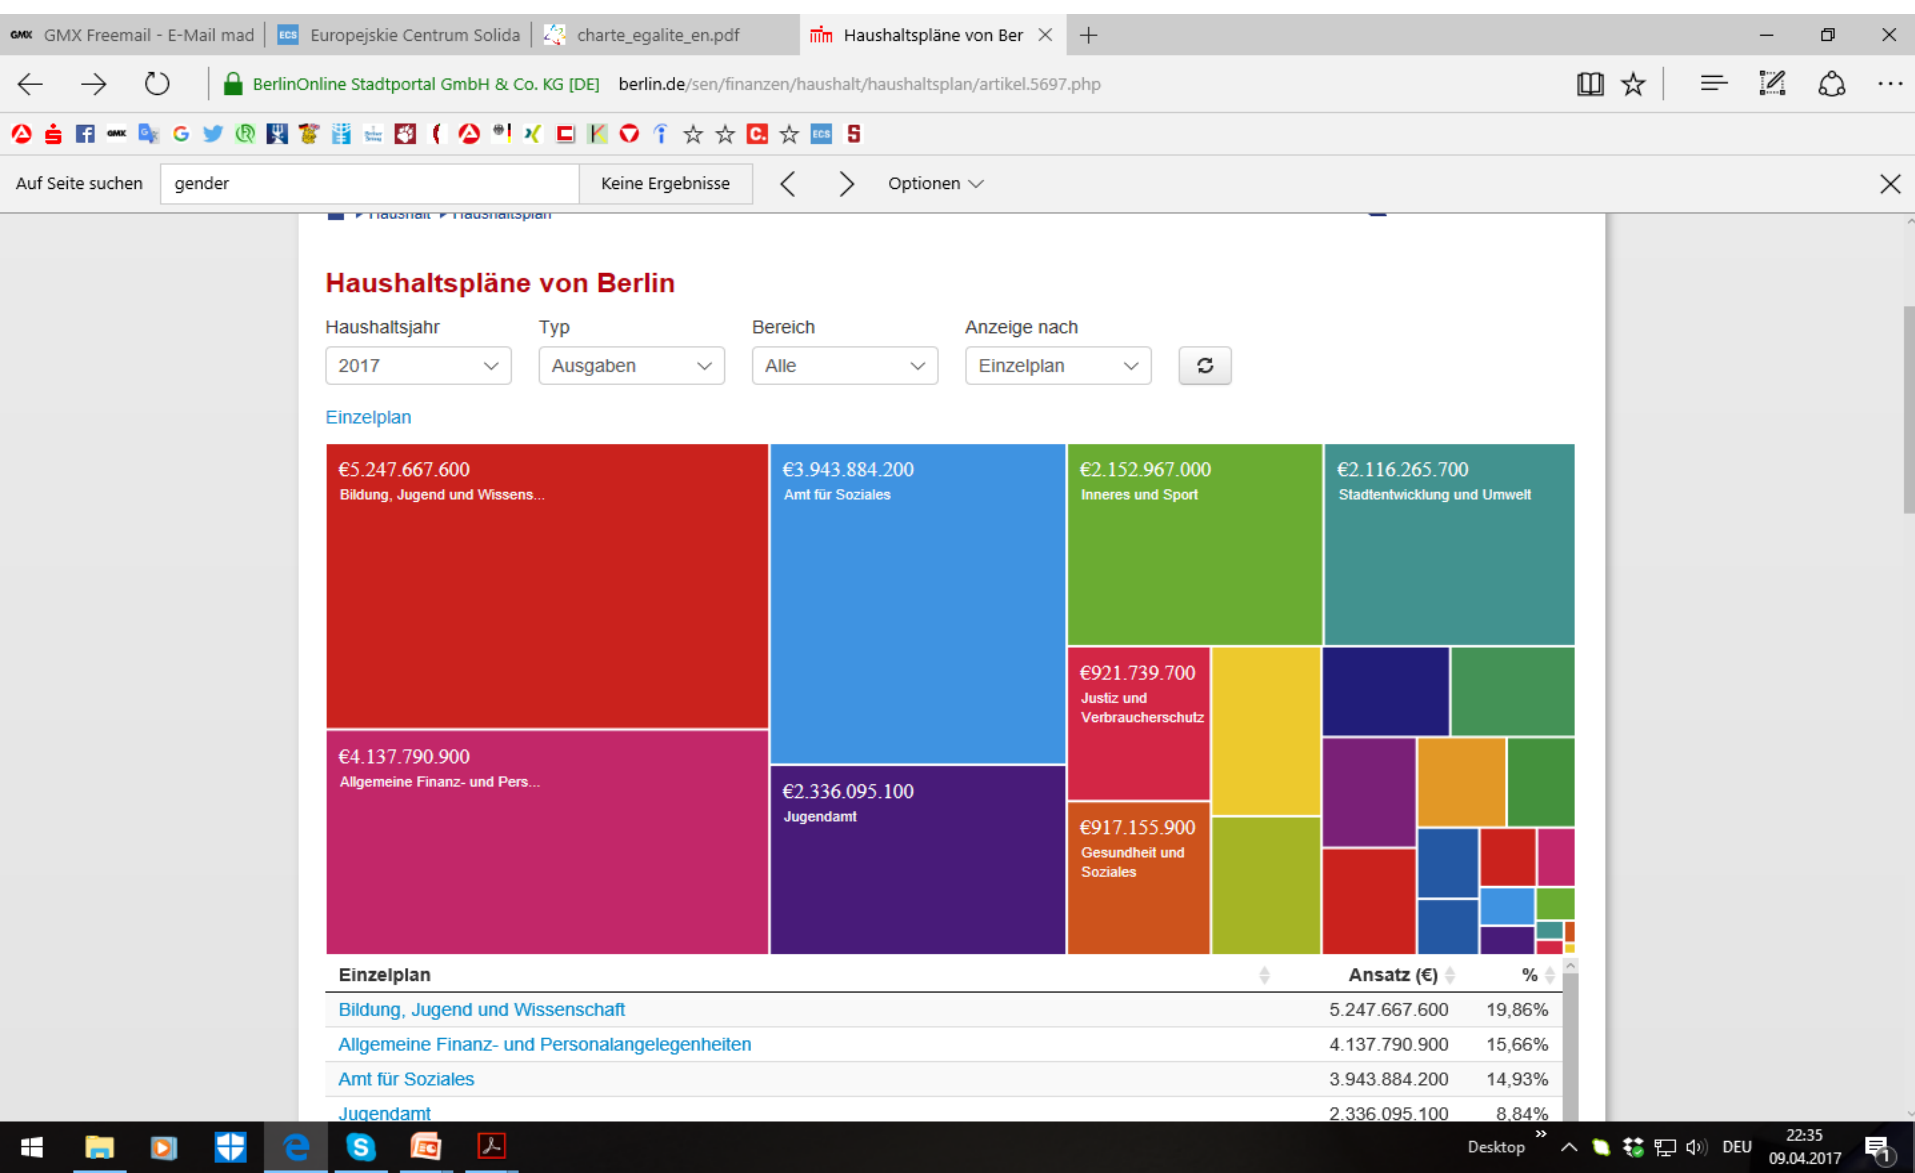 GMX GMX Freemail - E-Mail mad ECS Europejskie Centrum Solida charte_egalite_en.pdf Haushaltspläne von Ber
BerlinOnline Stadtportal GmbH & Co. KG [DE] berlin.de/sen/finanzen/haushalt/haushaltsplan/artikel.5697.php
Auf Seite suchen gender Keine Ergebnisse Optionen
Haushalt Haushaltsplan
Haushaltspläne von Berlin
Haushaltsjahr Typ Bereich Anzeige nach
2017 Ausgaben Alle Einzelplan
Einzelplan
€5.247.667.600
Bildung, Jugend und Wissens...
€3.943.884.200
Amt für Soziales
€2.152.967.000
Inneres und Sport
€2.116.265.700
Stadtentwicklung und Umwelt
€921.739.700
Justiz und
Verbraucherschutz
€4.137.790.900
Allgemeine Finanz- und Pers...
€2.336.095.100
Jugendamt
€917.155.900
Gesundheit und
Soziales
Einzelplan Ansatz (€) %
Bildung, Jugend und Wissenschaft 5.247.667.600 19,86%
Allgemeine Finanz- und Personalangelegenheiten 4.137.790.900 15,66%
Amt für Soziales 3.943.884.200 14,93%
Jugendamt 2.336.095.100 8,84%
Desktop DEU 22:35
09.04.2017